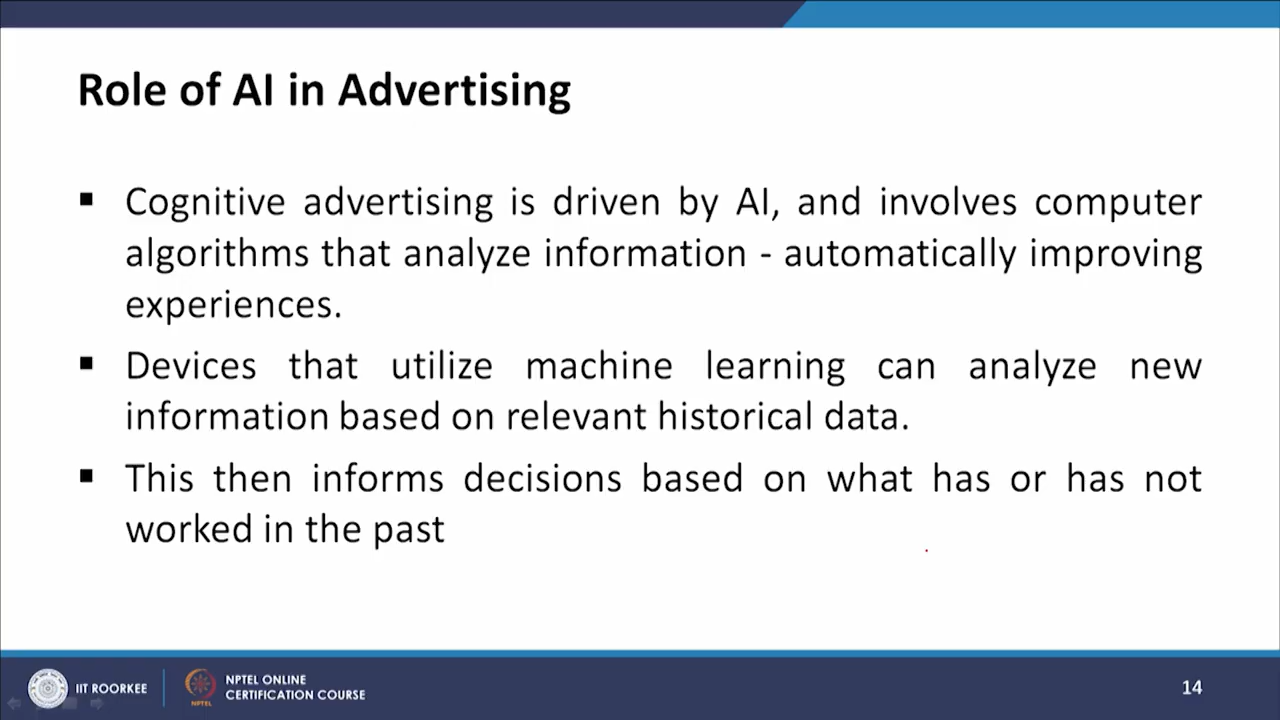 Role of AI in Advertising
▪ Cognitive advertising is driven by AI, and involves computer
algorithms that analyze information - automatically improving
experiences.
▪ Devices that utilize machine learning can analyze new
information based on relevant historical data.
▪ This then informs decisions based on what has or has not
worked in the past
IIT ROORKEE
NPTEL
NPTEL ONLINE
CERTIFICATION COURSE
14